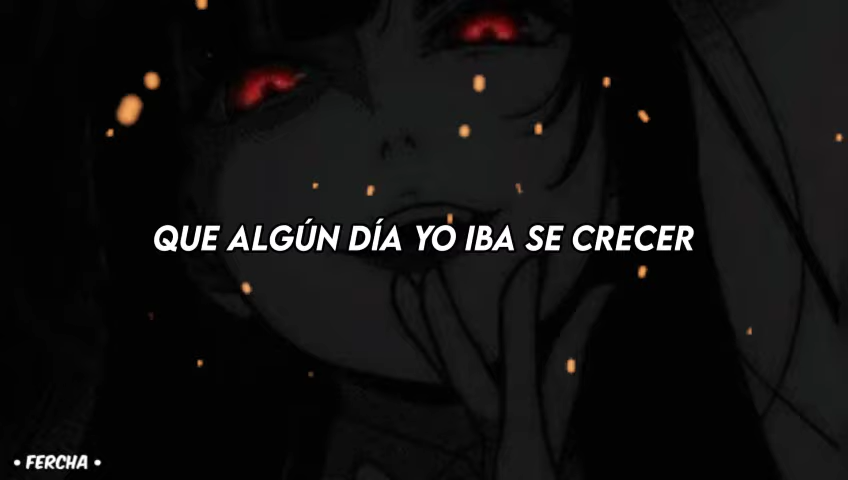 QUE ALGÚN DÍA YO IBA SE CRECER
• FERCHA •